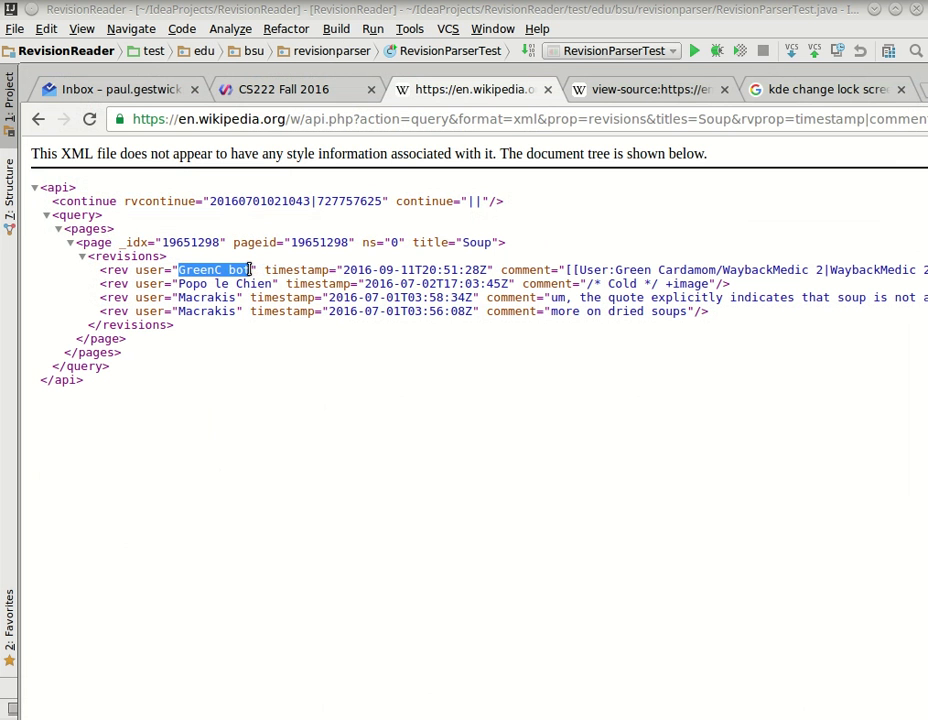 RevisionReader - [~/IdeaProjects/RevisionReader] - [RevisionReader] - ~/IdeaProjects/RevisionReader/test/edu/bsu/revisionparser/RevisionParserTest.java - I...
File Edit View Navigate Code Analyze Refactor Build Run Tools VCS Window Help
RevisionReader test edu bsu revisionparser RevisionParserTest RevisionParserTest VCS VCS
Inbox – paul.gestwick CS222 Fall 2016 https://en.wikipedia.o view-source:https://er kde change lock scree
https://en.wikipedia.org/w/api.php?action=query&format=xml&prop=revisions&titles=Soup&rvprop=timestamp|commen
1: Project
7: Structure
2: Favorites
This XML file does not appear to have any style information associated with it. The document tree is shown below.
<api>
<continue rvcontinue="20160701021043|727757625" continue="||"/>
<query>
<pages>
<page _idx="19651298" pageid="19651298" ns="0" title="Soup">
<revisions>
<rev user="GreenC bot" timestamp="2016-09-11T20:51:28Z" comment="[[User:Green Cardamom/WaybackMedic 2|WaybackMedic 2
<rev user="Popo le Chien" timestamp="2016-07-02T17:03:45Z" comment="/* Cold */ +image"/>
<rev user="Macrakis" timestamp="2016-07-01T03:58:34Z" comment="um, the quote explicitly indicates that soup is not a
<rev user="Macrakis" timestamp="2016-07-01T03:56:08Z" comment="more on dried soups"/>
</revisions>
</page>
</pages>
</query>
</api>